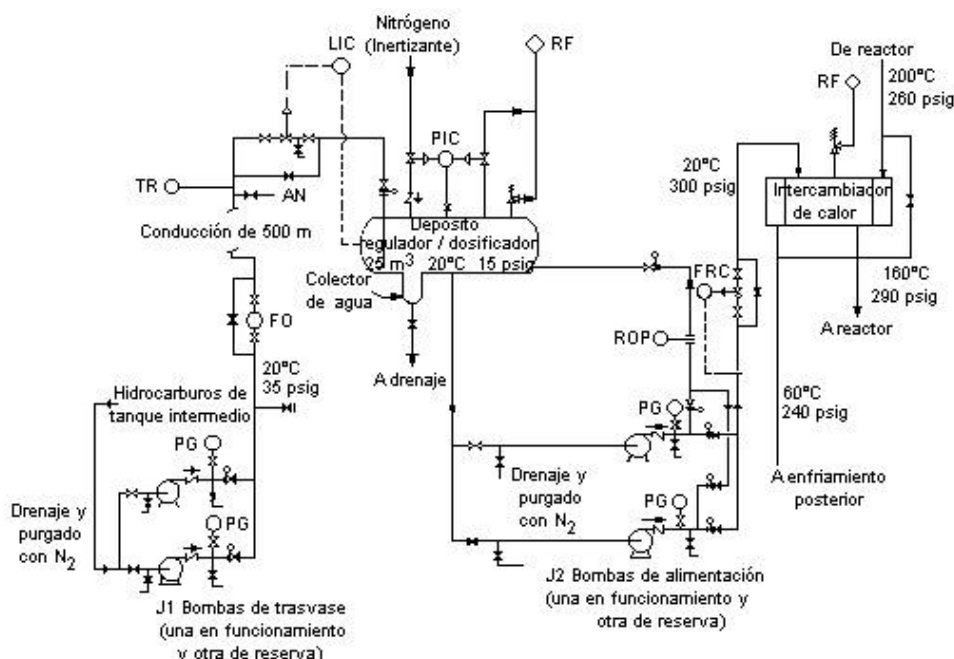 Nitrógeno
(Inertizante)
LIC
RF
De reactor
200ºC
260 psig
RF
PIC
20ºC
300 psig
TR
AN
Intercambiador
de calor
Conducción de 500 m
Depósito
regulador / dosificador
25 m³ 20ºC 15 psig
Colector
de agua
FRC
160ºC
290 psig
FO
A reactor
ROP
A drenaje
20ºC
35 psig
Hidrocarburos de
tanque intermedio
60ºC
240 psig
PG
PG
A enfriamiento
posterior
Drenaje y
purgado
con N₂
PG
Drenaje y
purgado
con N₂
PG
J1 Bombas de trasvase
(una en funcionamiento
y otra de reserva)
J2 Bombas de alimentación
(una en funcionamiento y
otra de reserva)